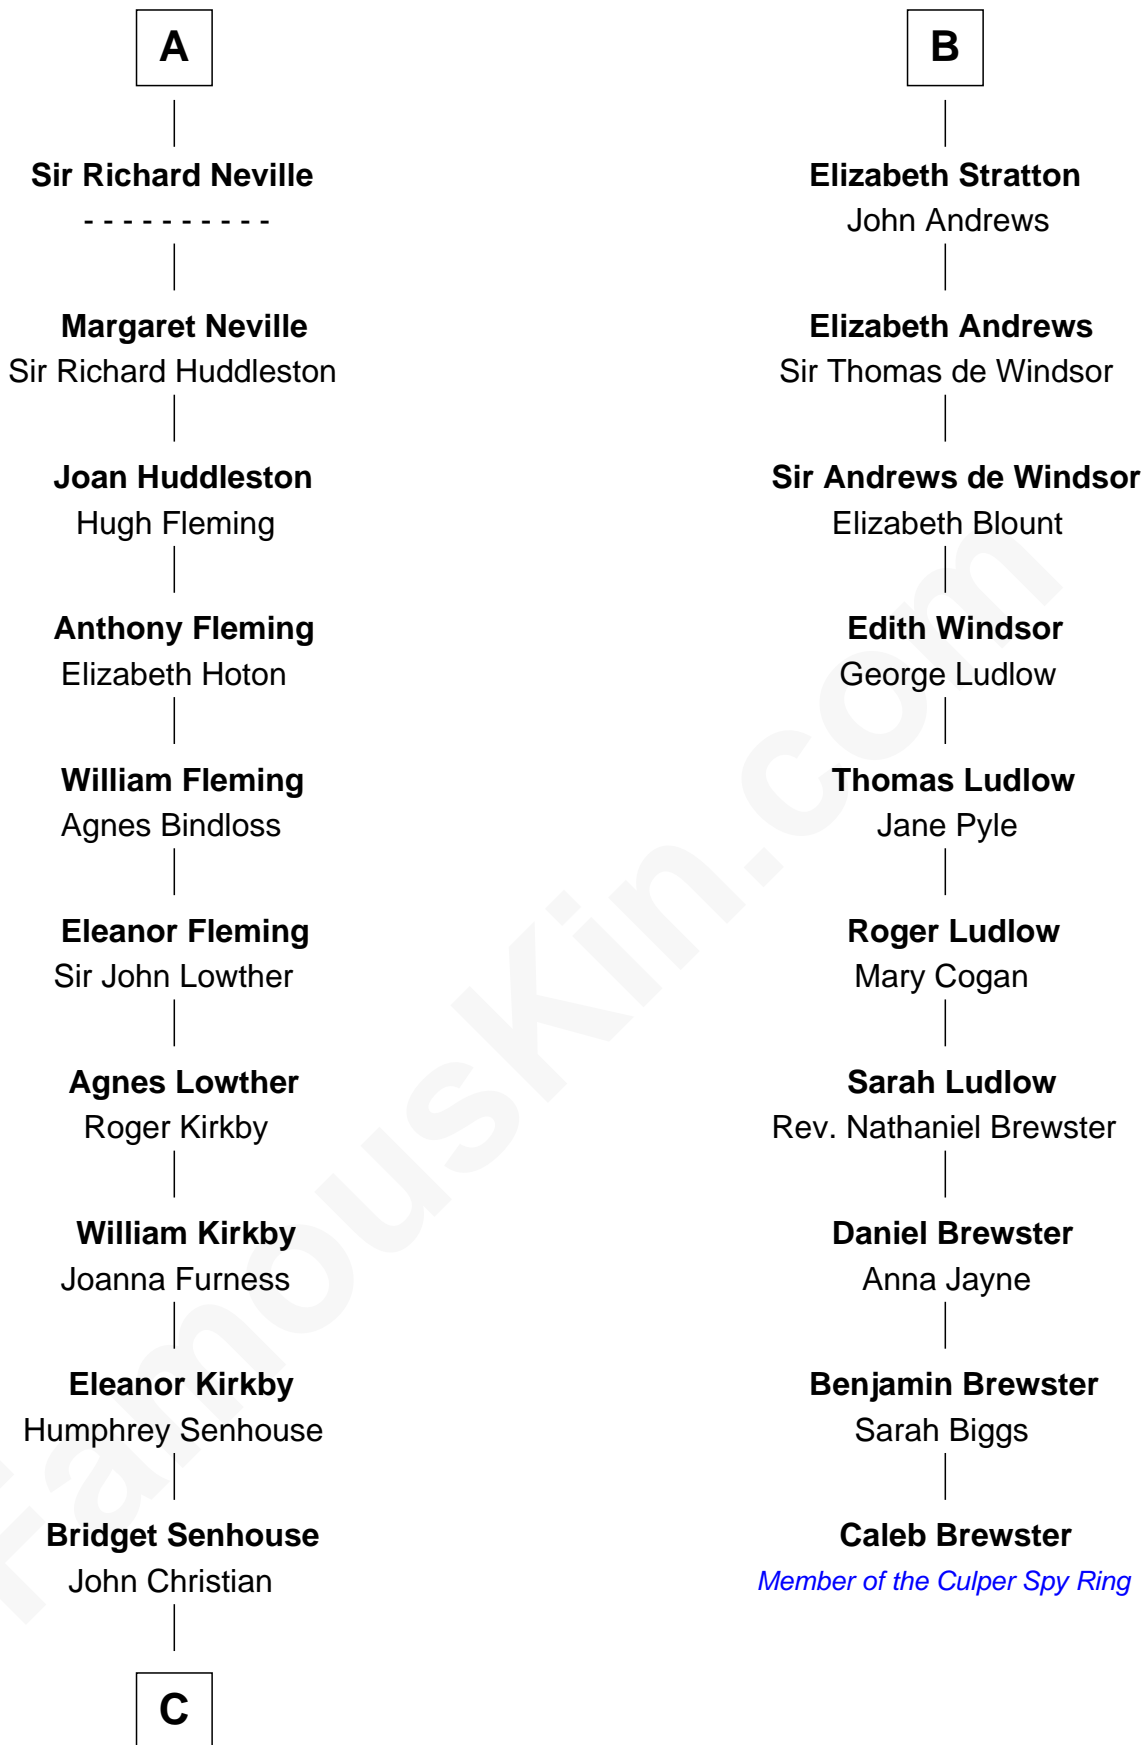 A
Sir Richard Neville
- - - - - - - - - -
Margaret Neville
Sir Richard Huddleston
Joan Huddleston
Hugh Fleming
Anthony Fleming
Elizabeth Hoton
William Fleming
Agnes Bindloss
Eleanor Fleming
Sir John Lowther
Agnes Lowther
Roger Kirkby
William Kirkby
Joanna Furness
Eleanor Kirkby
Humphrey Senhouse
Bridget Senhouse
John Christian
C
B
Elizabeth Stratton
John Andrews
Elizabeth Andrews
Sir Thomas de Windsor
Sir Andrews de Windsor
Elizabeth Blount
Edith Windsor
George Ludlow
Thomas Ludlow
Jane Pyle
Roger Ludlow
Mary Cogan
Sarah Ludlow
Rev. Nathaniel Brewster
Daniel Brewster
Anna Jayne
Benjamin Brewster
Sarah Biggs
Caleb Brewster
Member of the Culper Spy Ring
FamousKin.com